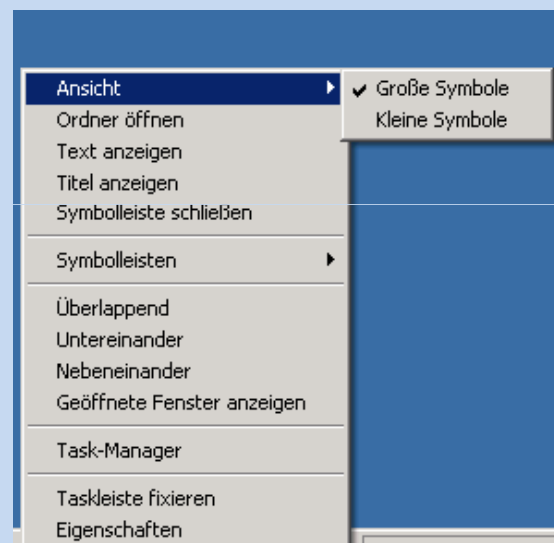 Ansicht
Große Symbole
Ordner öffnen
Kleine Symbole
Text anzeigen
Titel anzeigen
Symbolleiste schließen
Symbolleisten
Überlappend
Untereinander
Nebeneinander
Geöffnete Fenster anzeigen
Task-Manager
Taskleiste fixieren
Eigenschaften